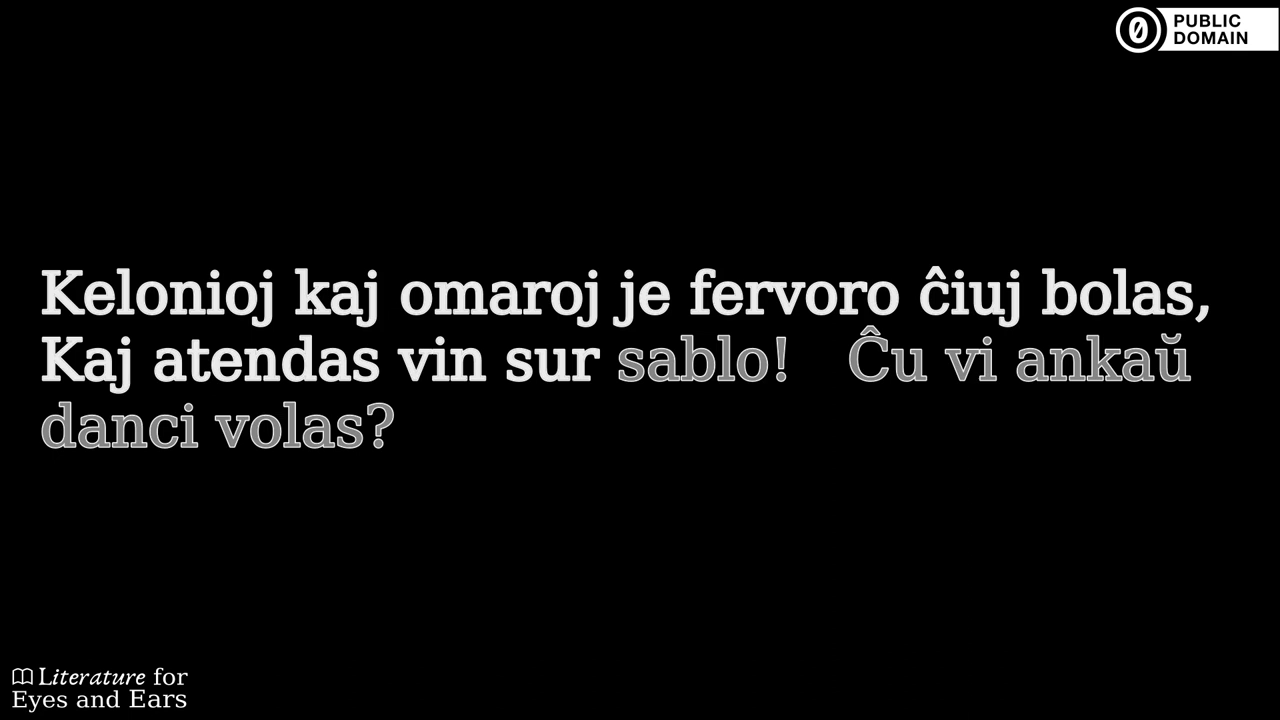 PUBLIC
DOMAIN
Kelonioj kaj omaroj je fervoro ĉiuj bolas,
Kaj atendas vin sur sablo! Ĉu vi ankaŭ
danci volas?
Literature for
Eyes and Ears